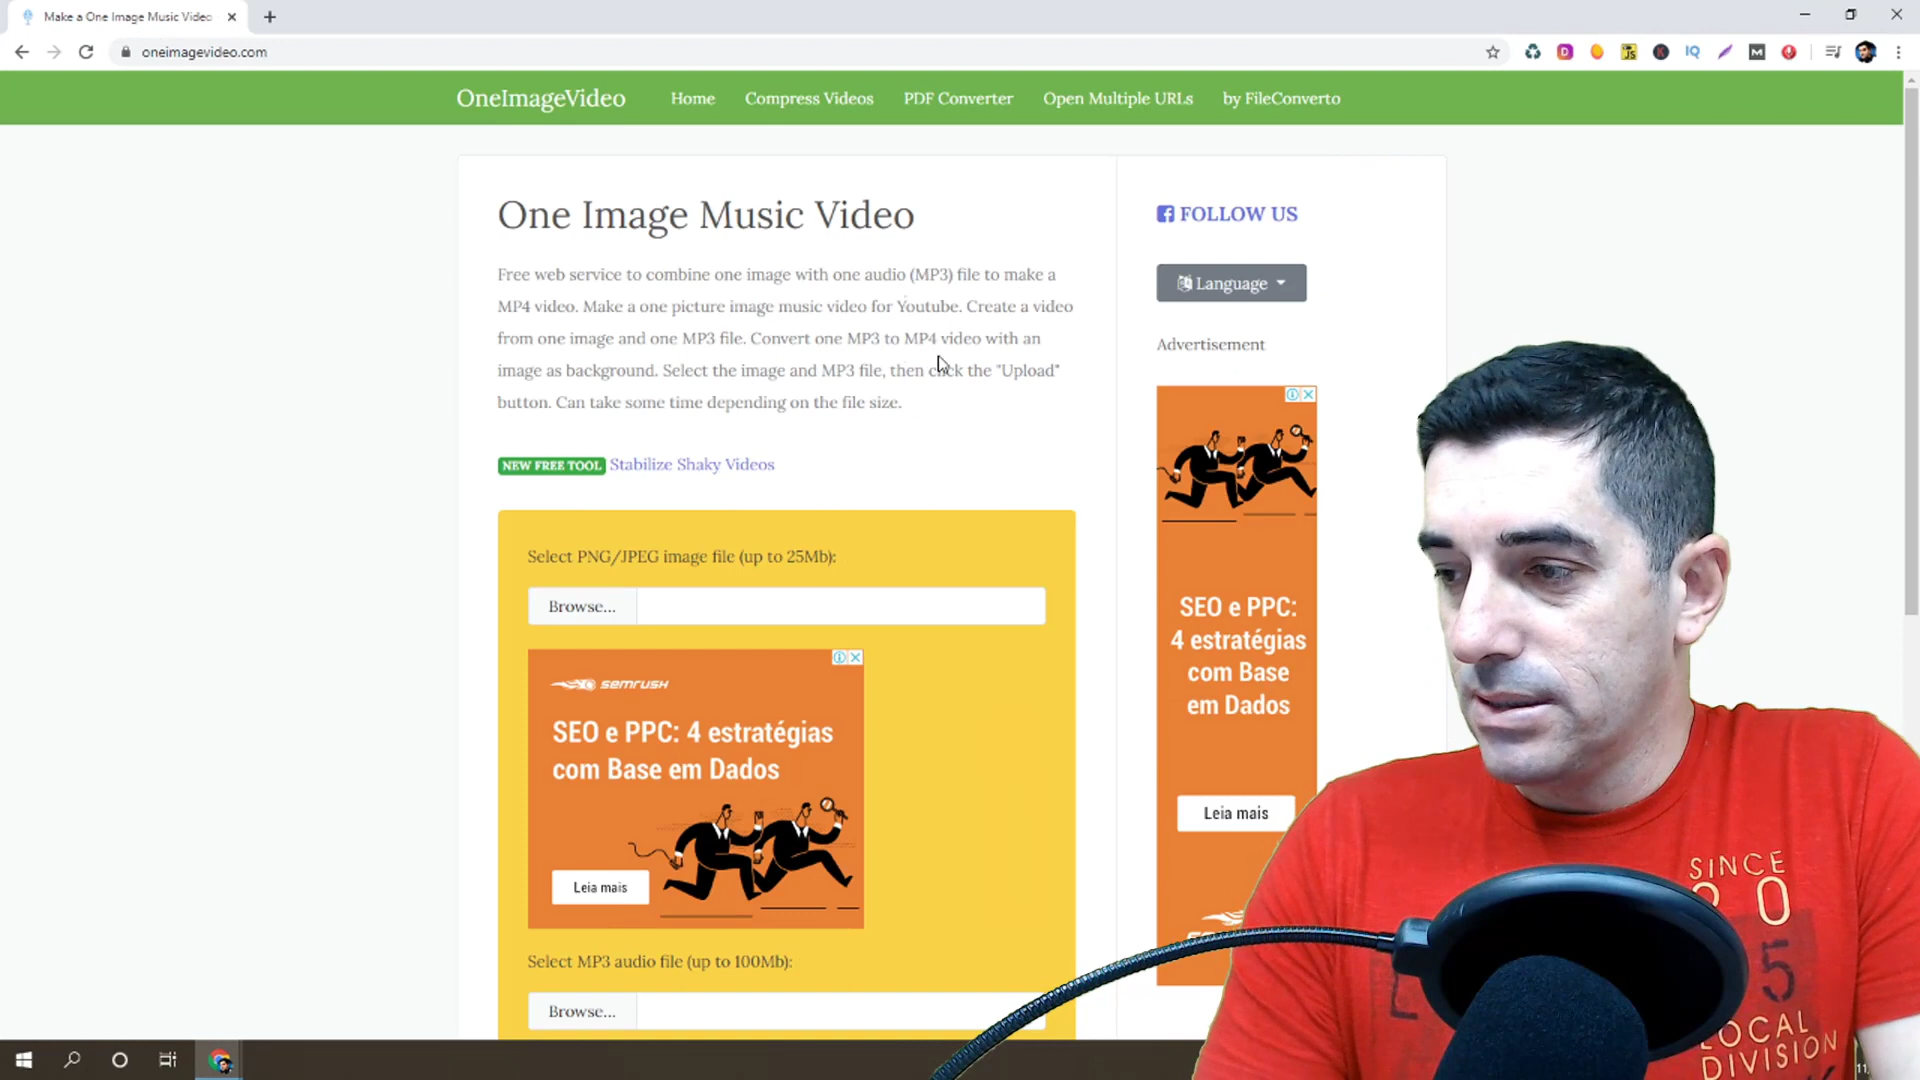 Make a One Image Music Video
oneimagevideo.com
OneImageVideo
Home
Compress Videos
PDF Converter
Open Multiple URLs
by FileConverto
One Image Music Video
Free web service to combine one image with one audio (MP3) file to make a
MP4 video. Make a one picture image music video for Youtube. Create a video
from one image and one MP3 file. Convert one MP3 to MP4 video with an
image as background. Select the image and MP3 file, then click the "Upload"
button. Can take some time depending on the file size.
NEW FREE TOOL Stabilize Shaky Videos
Select PNG/JPEG image file (up to 25Mb):
Browse...
SEMRUSH
SEO e PPC: 4 estratégias
com Base em Dados
Leia mais
Select MP3 audio file (up to 100Mb):
Browse...
FOLLOW US
Language
Advertisement
SEO e PPC:
4 estratégias
com Base
em Dados
Leia mais
SINCE
LOCAL
DIVISION